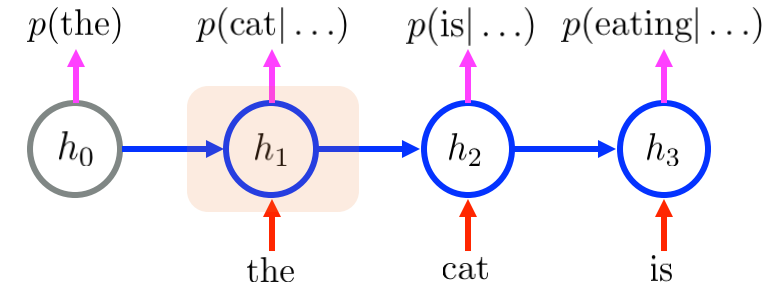 p(the) p(cat| …) p(is| …) p(eating| …)
h₀ h₁ h₂ h₃
the cat is